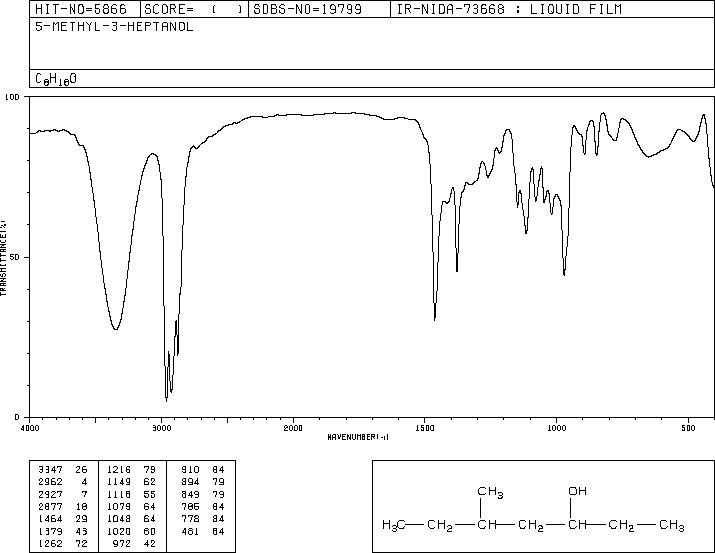 HIT-NO=5866 SCORE= ( ) SDBS-NO=19799 IR-NIDA-73668 : LIQUID FILM
5-METHYL-3-HEPTANOL
C8H18O
100
50
0
TRANSMITTANCE(%)
4000 3000 2000 1500 1000 500
WAVENUMBER(-1)
3347 26 1216 79 910 84
2962 4 1149 62 894 79
2927 7 1118 55 849 79
2877 18 1079 64 786 84
1464 29 1048 64 778 84
1379 43 1020 60 481 84
1262 72 972 42
CH3 OH
H3C CH2 CH CH2 CH CH2 CH3